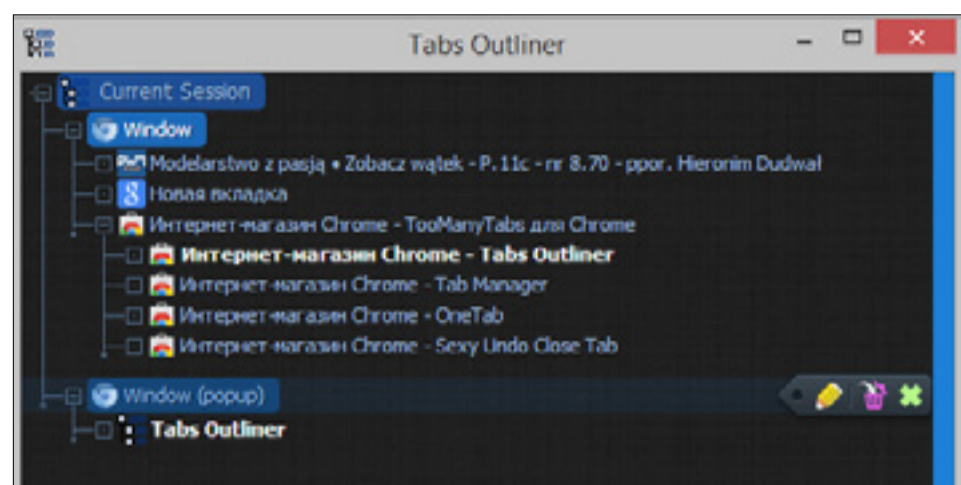 Tabs Outliner
Current Session
Window
Modelarstwo z pasją • Zobacz wątek - P.11c - nr 8.70 - ppor. Hieronim Dudwał
Новая вкладка
Интернет-магазин Chrome - TooManyTabs для Chrome
Интернет-магазин Chrome - Tabs Outliner
Интернет-магазин Chrome - Tab Manager
Интернет-магазин Chrome - OneTab
Интернет-магазин Chrome - Sexy Undo Close Tab
Window (popup)
Tabs Outliner